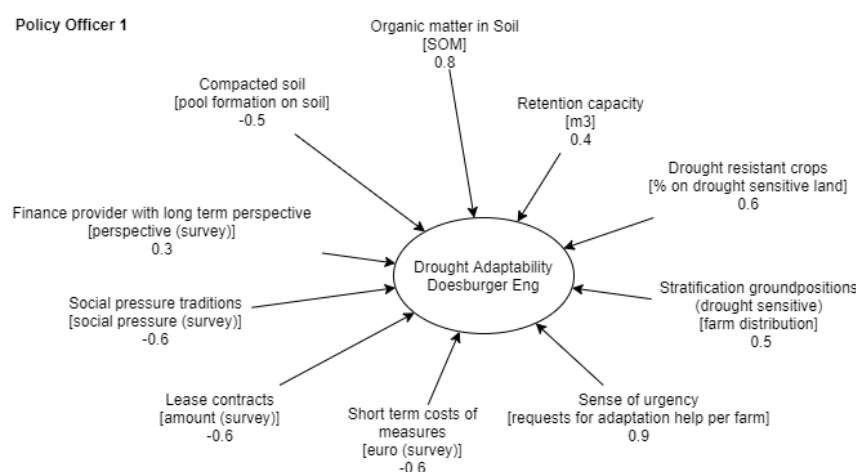 Policy Officer 1
Organic matter in Soil
[SOM]
0.8
Compacted soil
[pool formation on soil]
-0.5
Retention capacity
[m3]
0.4
Drought resistant crops
[% on drought sensitive land]
0.6
Finance provider with long term perspective
[perspective (survey)]
0.3
Drought Adaptability
Doesburger Eng
Stratification groundpositions
(drought sensitive)
[farm distribution]
0.5
Social pressure traditions
[social pressure (survey)]
-0.6
Lease contracts
[amount (survey)]
-0.6
Short term costs of
measures
[euro (survey)]
-0.6
Sense of urgency
[requests for adaptation help per farm]
0.9